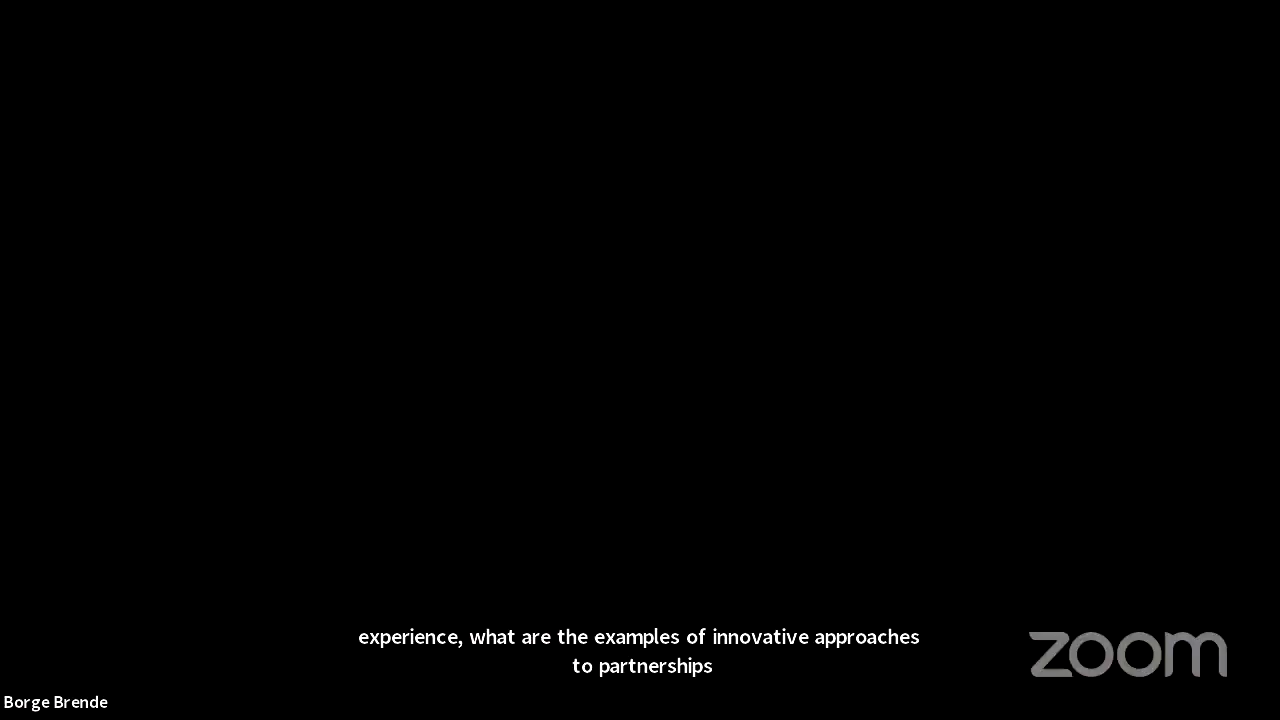 experience, what are the examples of innovative approaches
to partnerships
zoom
Borge Brende